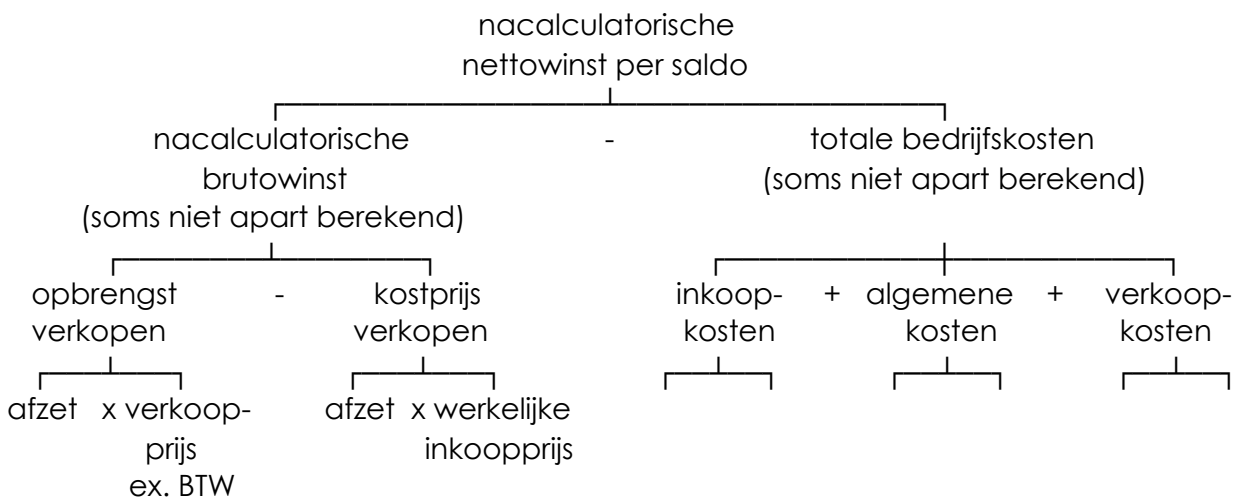 nacalculatorische
nettowinst per saldo
nacalculatorische - totale bedrijfskosten
brutowinst (soms niet apart berekend)
(soms niet apart berekend)
opbrengst - kostprijs inkoop- + algemene + verkoop-
verkopen verkopen kosten kosten kosten
afzet x verkoop- afzet x werkelijke
prijs inkoopprijs
ex. BTW